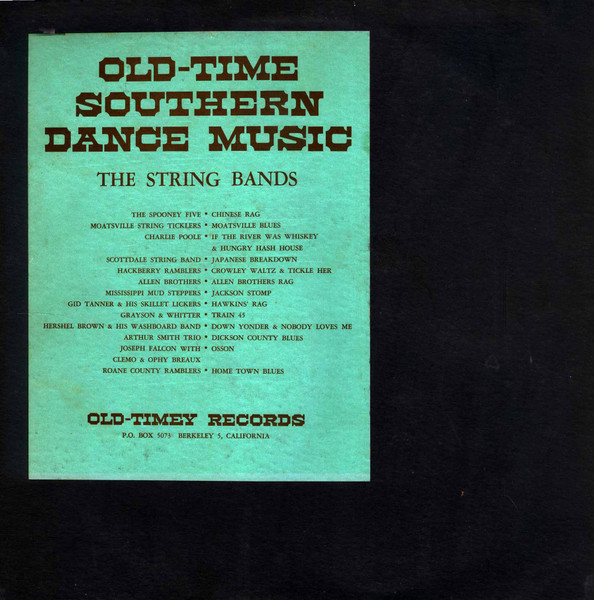 OLD-TIME
SOUTHERN
DANCE MUSIC
THE STRING BANDS
THE SPOONEY FIVE • CHINESE RAG
MOATSVILLE STRING TICKLERS • MOATSVILLE BLUES
CHARLIE POOLE • IF THE RIVER WAS WHISKEY
& HUNGRY HASH HOUSE
SCOTTDALE STRING BAND • JAPANESE BREAKDOWN
HACKBERRY RAMBLERS • CROWLEY WALTZ & TICKLE HER
ALLEN BROTHERS • ALLEN BROTHERS RAG
MISSISSIPPI MUD STEPPERS • JACKSON STOMP
GID TANNER & HIS SKILLET LICKERS • HAWKINS' RAG
GRAYSON & WHITTER • TRAIN 45
HERSHEL BROWN & HIS WASHBOARD BAND • DOWN YONDER & NOBODY LOVES ME
ARTHUR SMITH TRIO • DICKSON COUNTY BLUES
JOSEPH FALCON WITH • OSSON
CLEMO & OPHY BREAUX
ROANE COUNTY RAMBLERS • HOME TOWN BLUES
OLD-TIMEY RECORDS
P.O. BOX 5073 BERKELEY 5, CALIFORNIA